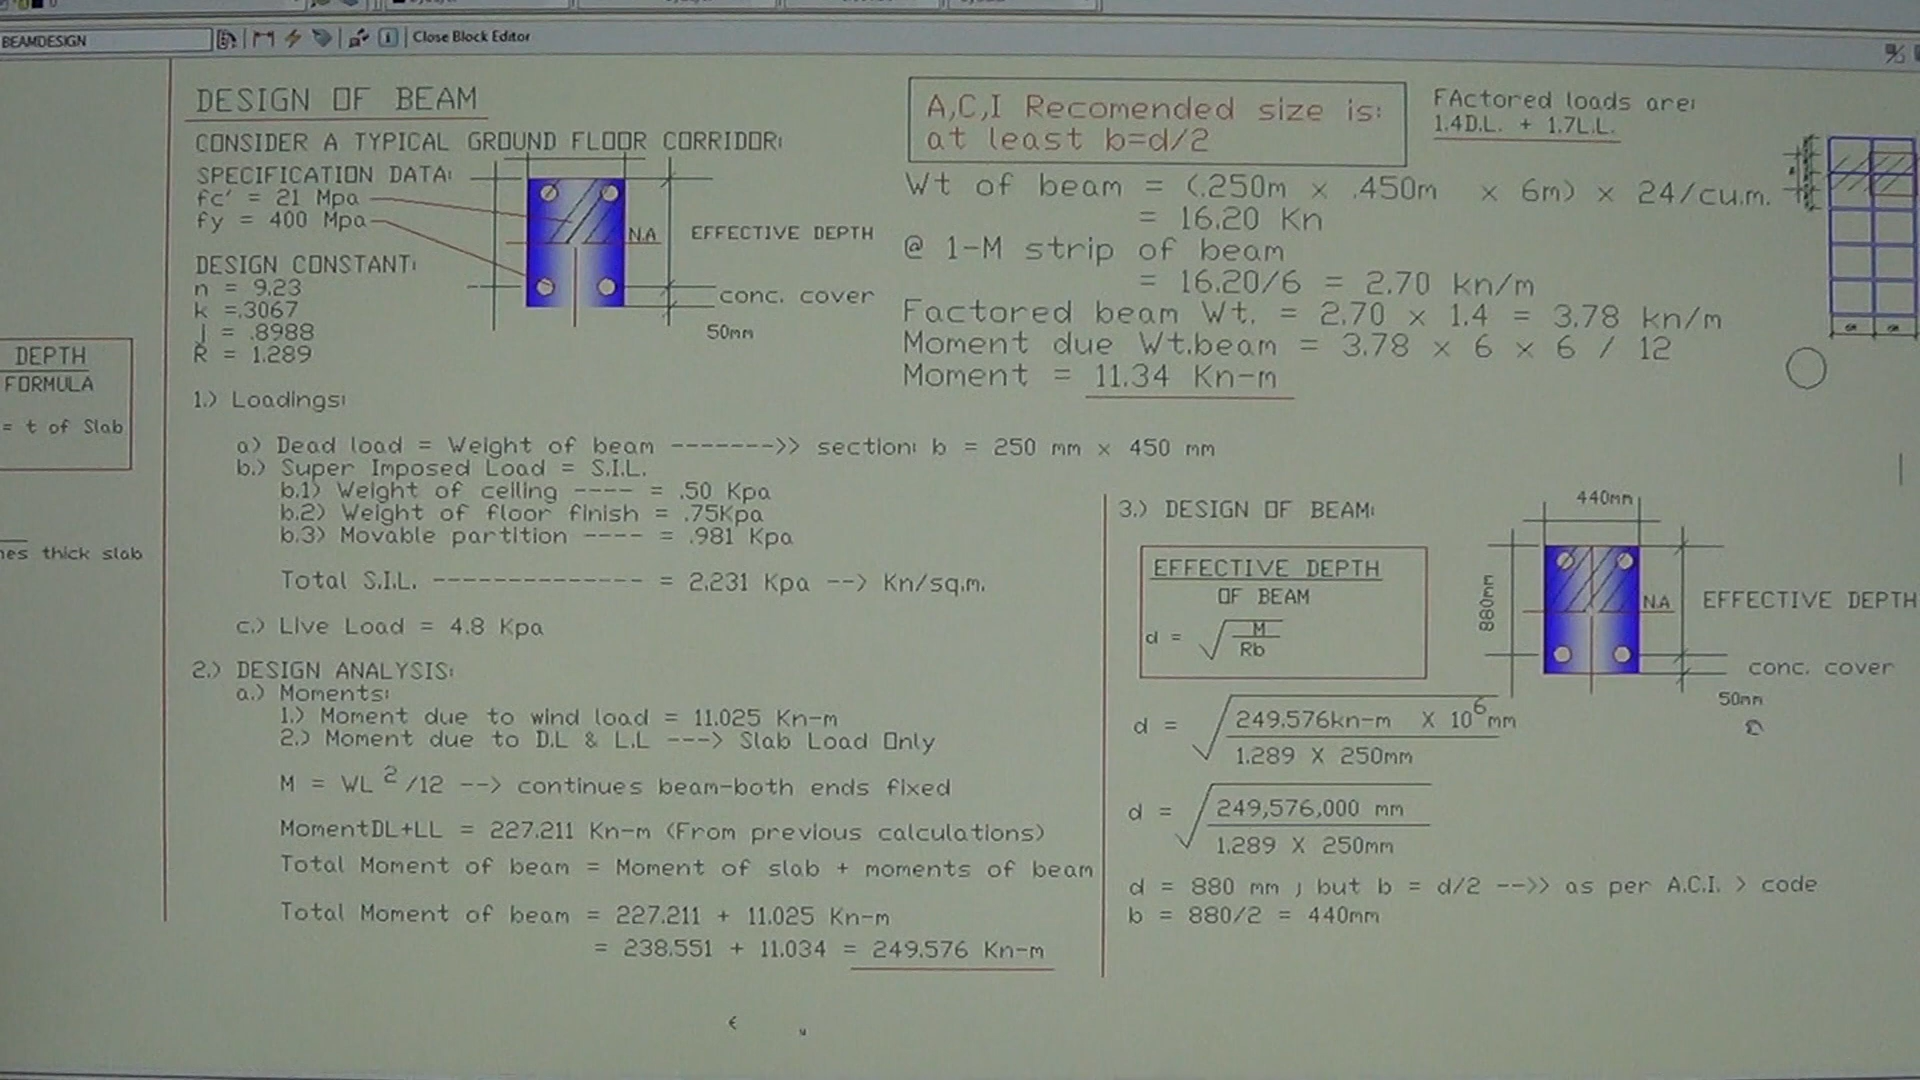 BEAMDESIGN
Close Block Editor
DESIGN OF BEAM
CONSIDER A TYPICAL GROUND FLOOR CORRIDOR:
SPECIFICATION DATA:
fc' = 21 Mpa
fy = 400 Mpa
N.A
EFFECTIVE DEPTH
conc. cover
50mm
DESIGN CONSTANT:
n = 9.23
k =.3067
j = .8988
R = 1.289
A,C,I Recomended size is:
at least b=d/2
FActored loads are:
1.4D.L. + 1.7L.L.
Wt of beam = (.250m x .450m x 6m) x 24/cu.m.
= 16.20 Kn
@ 1-M strip of beam
= 16.20/6 = 2.70 kn/m
Factored beam Wt. = 2.70 x 1.4 = 3.78 kn/m
Moment due Wt.beam = 3.78 x 6 x 6 / 12
Moment = 11.34 Kn-m
DEPTH
FORMULA
= t of Slab
nes thick slab
1.) Loadings:
a) Dead load = Weight of beam ------->> section: b = 250 mm x 450 mm
b.) Super Imposed Load = S.I.L.
b.1) Weight of ceiling ---- = .50 Kpa
b.2) Weight of floor finish = .75Kpa
b.3) Movable partition ---- = .981 Kpa
Total S.I.L. -------------- = 2.231 Kpa --> Kn/sq.m.
c.) Live Load = 4.8 Kpa
2.) DESIGN ANALYSIS:
a.) Moments:
1.) Moment due to wind load = 11.025 Kn-m
2.) Moment due to D.L & L.L ---> Slab Load Only
M = WL 2 /12 --> continues beam-both ends fixed
MomentDL+LL = 227.211 Kn-m (From previous calculations)
Total Moment of beam = Moment of slab + moments of beam
Total Moment of beam = 227.211 + 11.025 Kn-m
= 238.551 + 11.034 = 249.576 Kn-m
3.) DESIGN OF BEAM:
EFFECTIVE DEPTH
OF BEAM
d = √ M
Rb
440mm
880mm
N.A
EFFECTIVE DEPTH
conc. cover
50mm
d = √ 249.576kn-m X 10 6 mm
1.289 X 250mm
d = √ 249,576,000 mm
1.289 X 250mm
d = 880 mm ; but b = d/2 -->> as per A.C.I. > code
b = 880/2 = 440mm